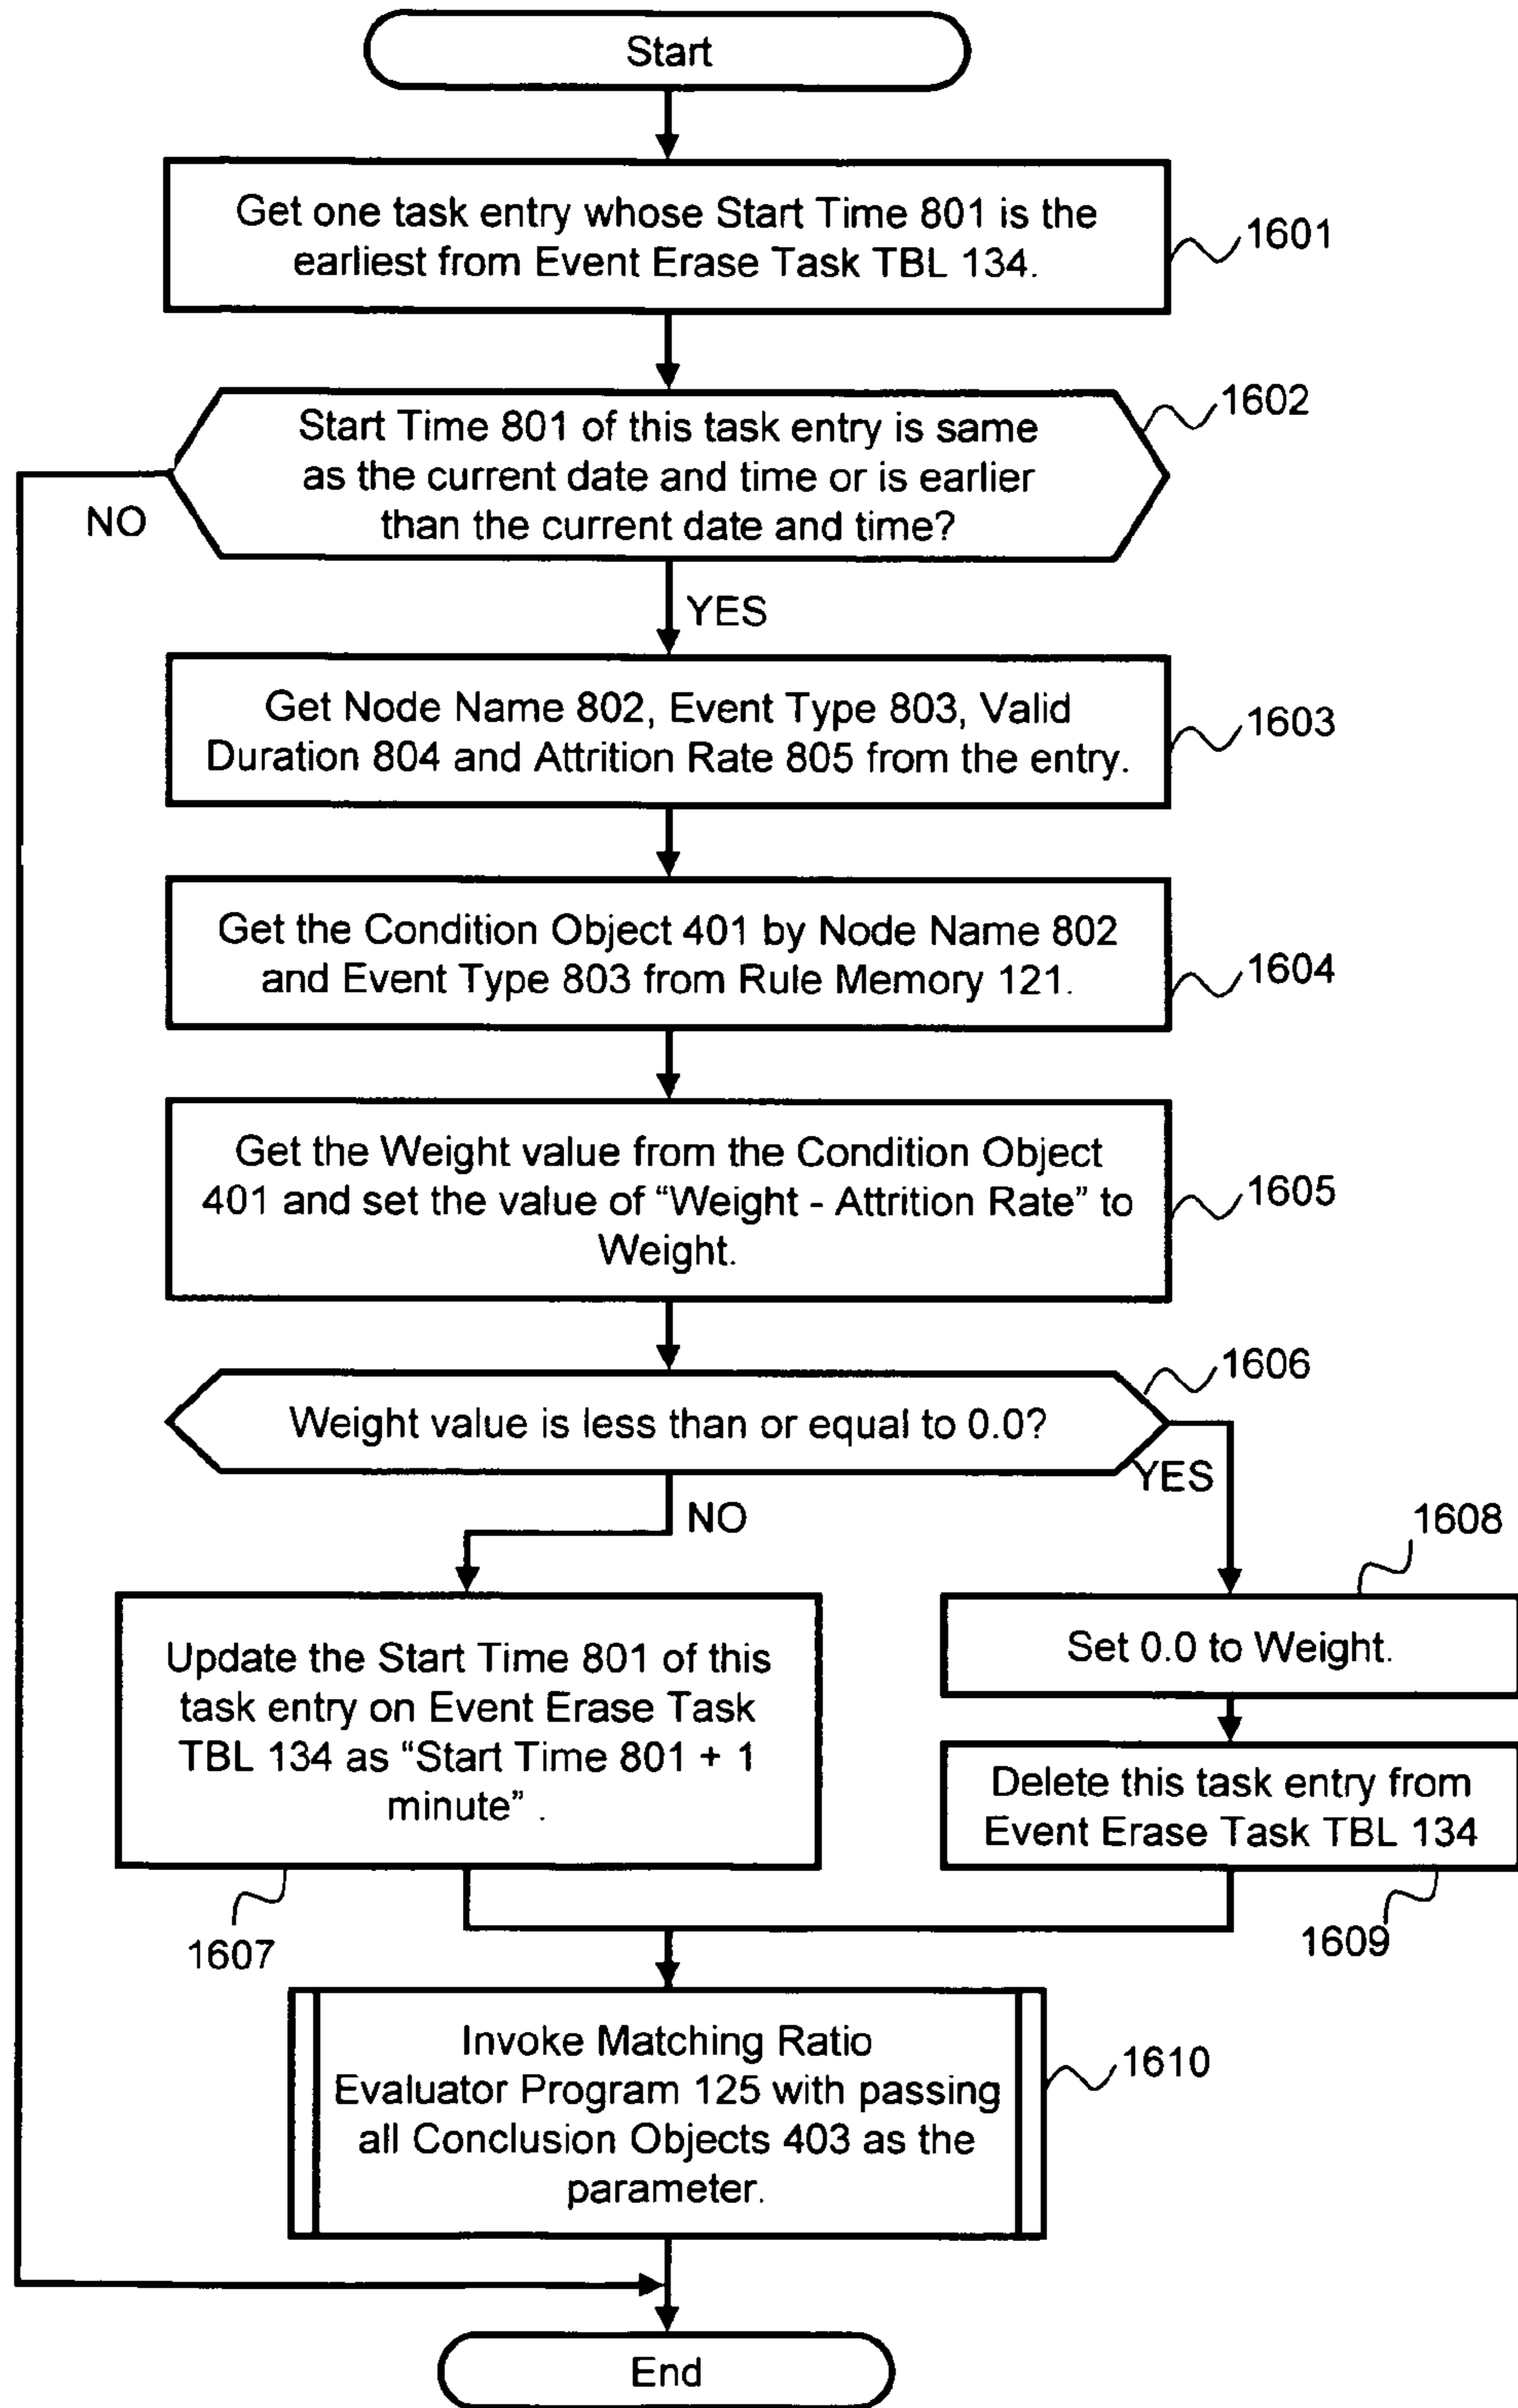 Start
Get one task entry whose Start Time 801 is the
earliest from Event Erase Task TBL 134.
1601
Start Time 801 of this task entry is same
as the current date and time or is earlier
than the current date and time?
1602
NO
YES
Get Node Name 802, Event Type 803, Valid
Duration 804 and Attrition Rate 805 from the entry.
1603
Get the Condition Object 401 by Node Name 802
and Event Type 803 from Rule Memory 121.
1604
Get the Weight value from the Condition Object
401 and set the value of “Weight - Attrition Rate” to
Weight.
1605
Weight value is less than or equal to 0.0?
1606
YES
NO
1608
Update the Start Time 801 of this
task entry on Event Erase Task
TBL 134 as “Start Time 801 + 1
minute” .
1607
Set 0.0 to Weight.
Delete this task entry from
Event Erase Task TBL 134
1609
Invoke Matching Ratio
Evaluator Program 125 with passing
all Conclusion Objects 403 as the
parameter.
1610
End